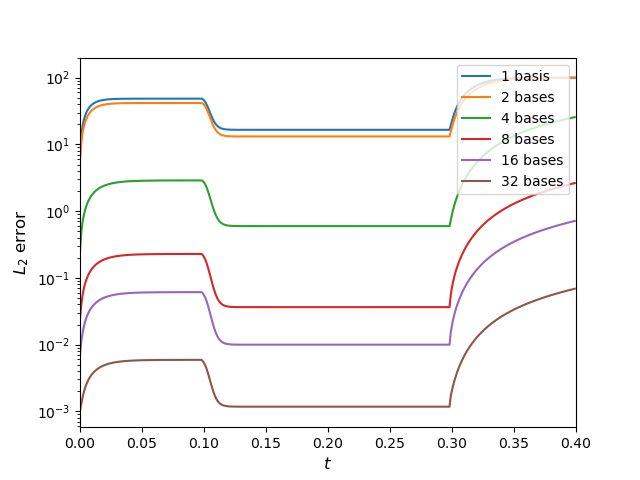 10²
10¹
10⁰
10⁻¹
10⁻²
10⁻³
L₂ error
1 basis
2 bases
4 bases
8 bases
16 bases
32 bases
0.00 0.05 0.10 0.15 0.20 0.25 0.30 0.35 0.40
t